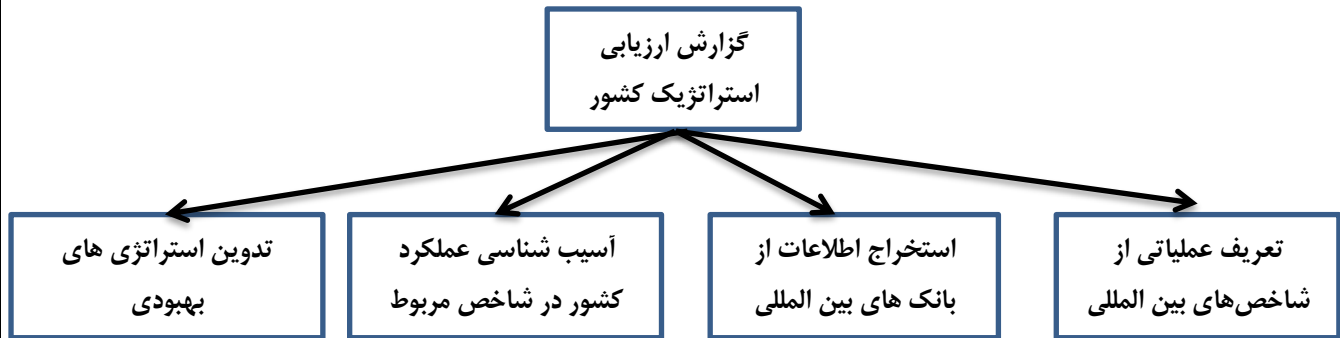 گزارش ارزیابی
استراتژیک کشور
تعریف عملیاتی از
شاخص‌های بین المللی
استخراج اطلاعات از
بانک های بین المللی
آسیب شناسی عملکرد
کشور در شاخص مربوط
تدوین استراتژی های
بهبودی